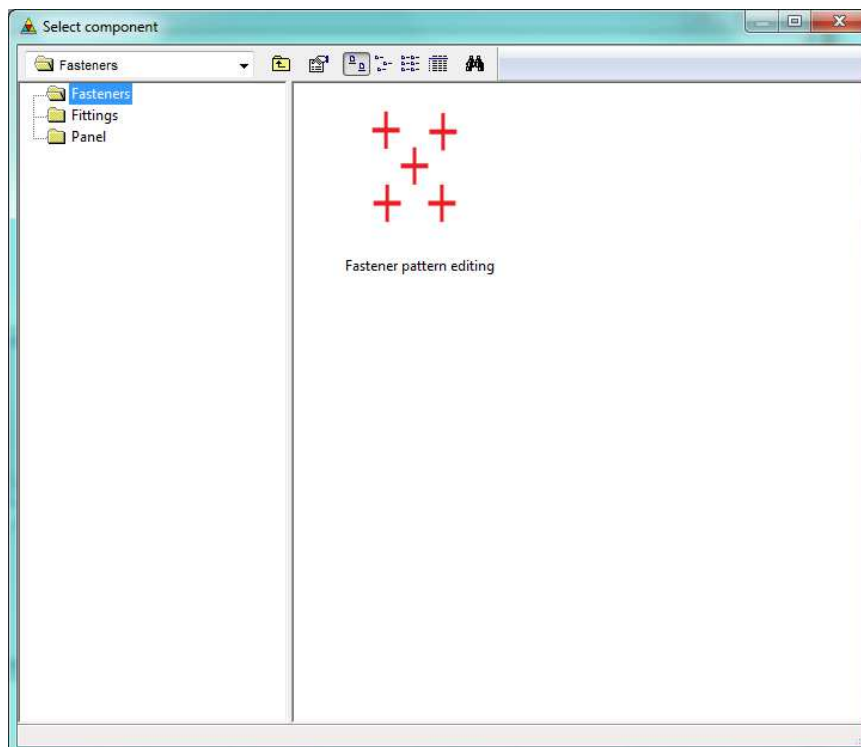 Select component
Fasteners
Fasteners
Fittings
Panel
Fastener pattern editing